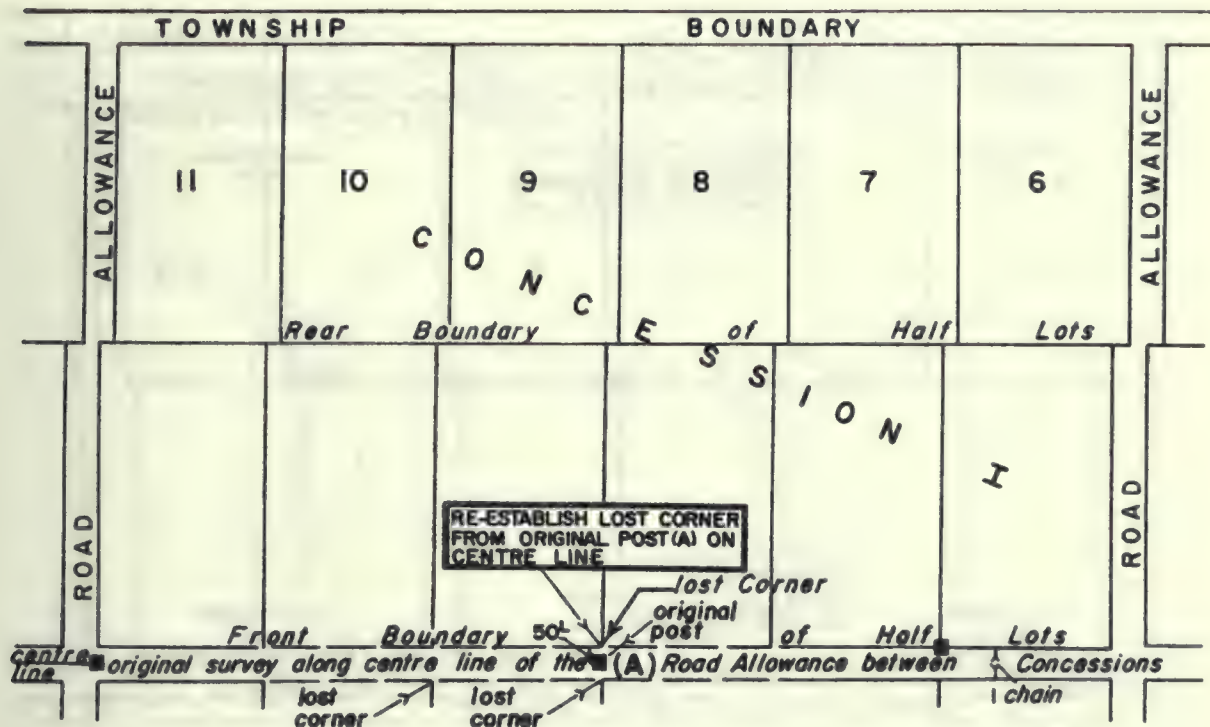 TOWNSHIP BOUNDARY
ALLOWANCE
ALLOWANCE
11 10 9 8 7 6
CONCESSION I
Rear Boundary of Half Lots
ROAD
ROAD
RE-ESTABLISH LOST CORNER
FROM ORIGINAL POST (A) ON
CENTRE LINE
lost Corner
original
post
50L
Front Boundary of Half Lots
centre
line
original survey along centre line of the (A) Road Allowance between Concessions
lost
corner
lost
corner
1 chain